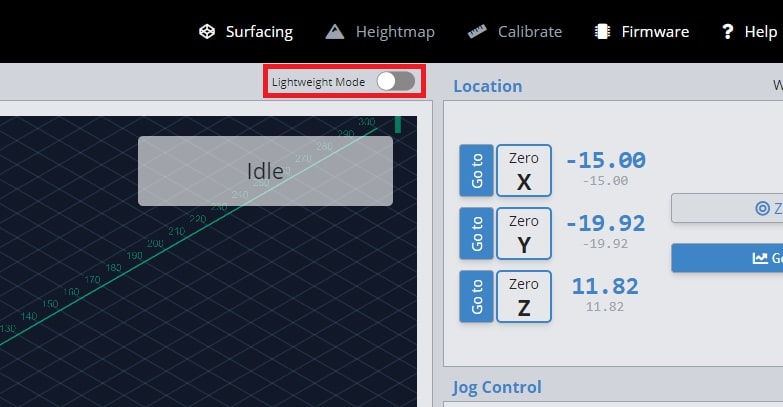 Surfacing Heightmap Calibrate Firmware ? Help
Lightweight Mode
Location
W
Idle
300
290
280
270
260
250
240
230
220
210
200
190
180
170
160
150
140
130
Go to
Zero
X
-15.00
-15.00
Go to
Zero
Y
-19.92
-19.92
Go to
Zero
Z
11.82
11.82
Z
Go
Jog Control